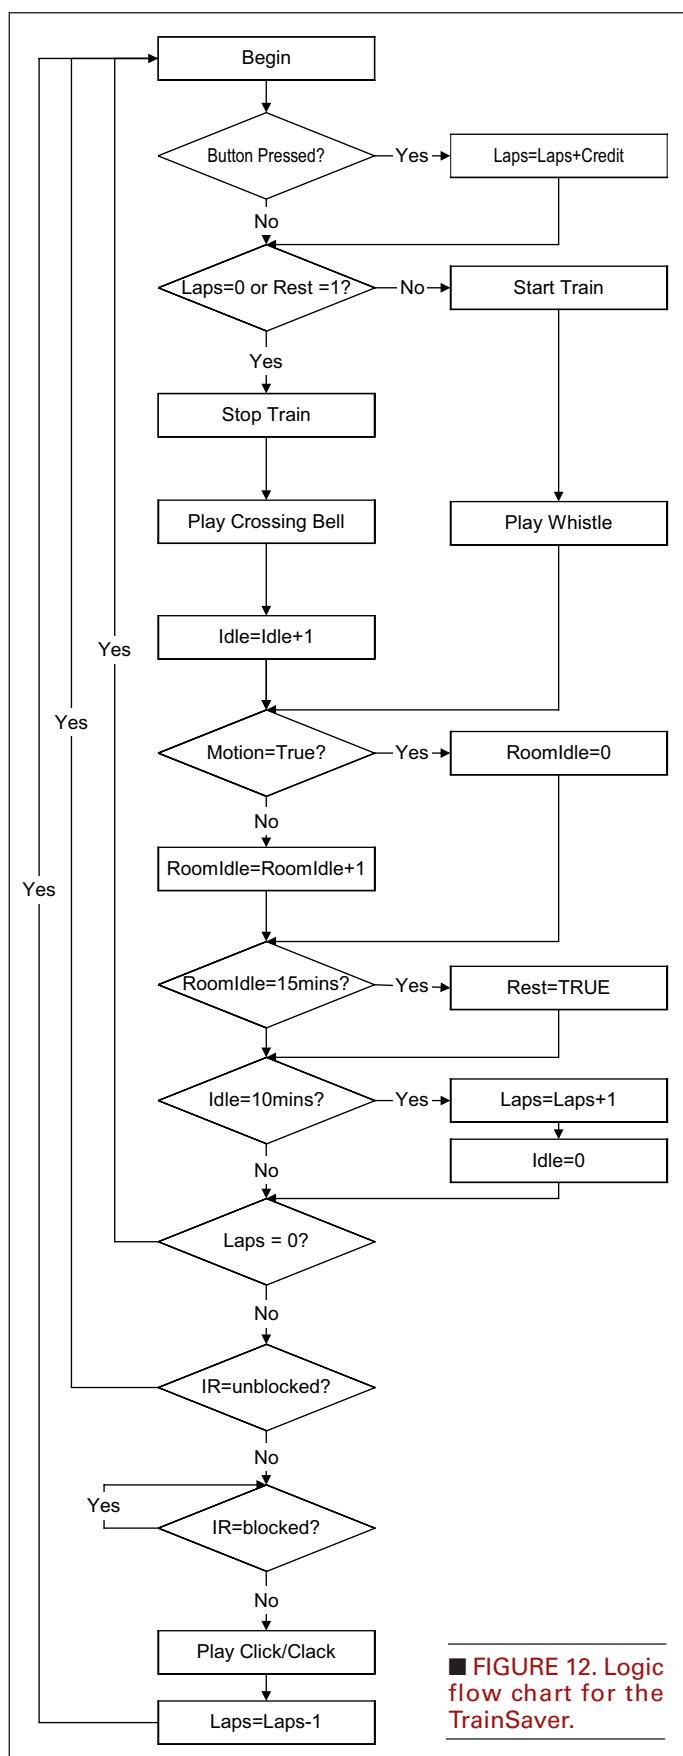 Begin
Button Pressed?
Yes
Laps=Laps+Credit
No
Laps=0 or Rest =1?
No
Start Train
Yes
Stop Train
Play Crossing Bell
Play Whistle
Idle=Idle+1
Yes
Yes
Motion=True?
Yes
RoomIdle=0
No
RoomIdle=RoomIdle+1
Yes
RoomIdle=15mins?
Yes
Rest=TRUE
Idle=10mins?
Yes
Laps=Laps+1
No
Idle=0
Laps = 0?
No
IR=unblocked?
No
Yes
IR=blocked?
No
Play Click/Clack
Laps=Laps-1
■ FIGURE 12. Logic
flow chart for the
TrainSaver.